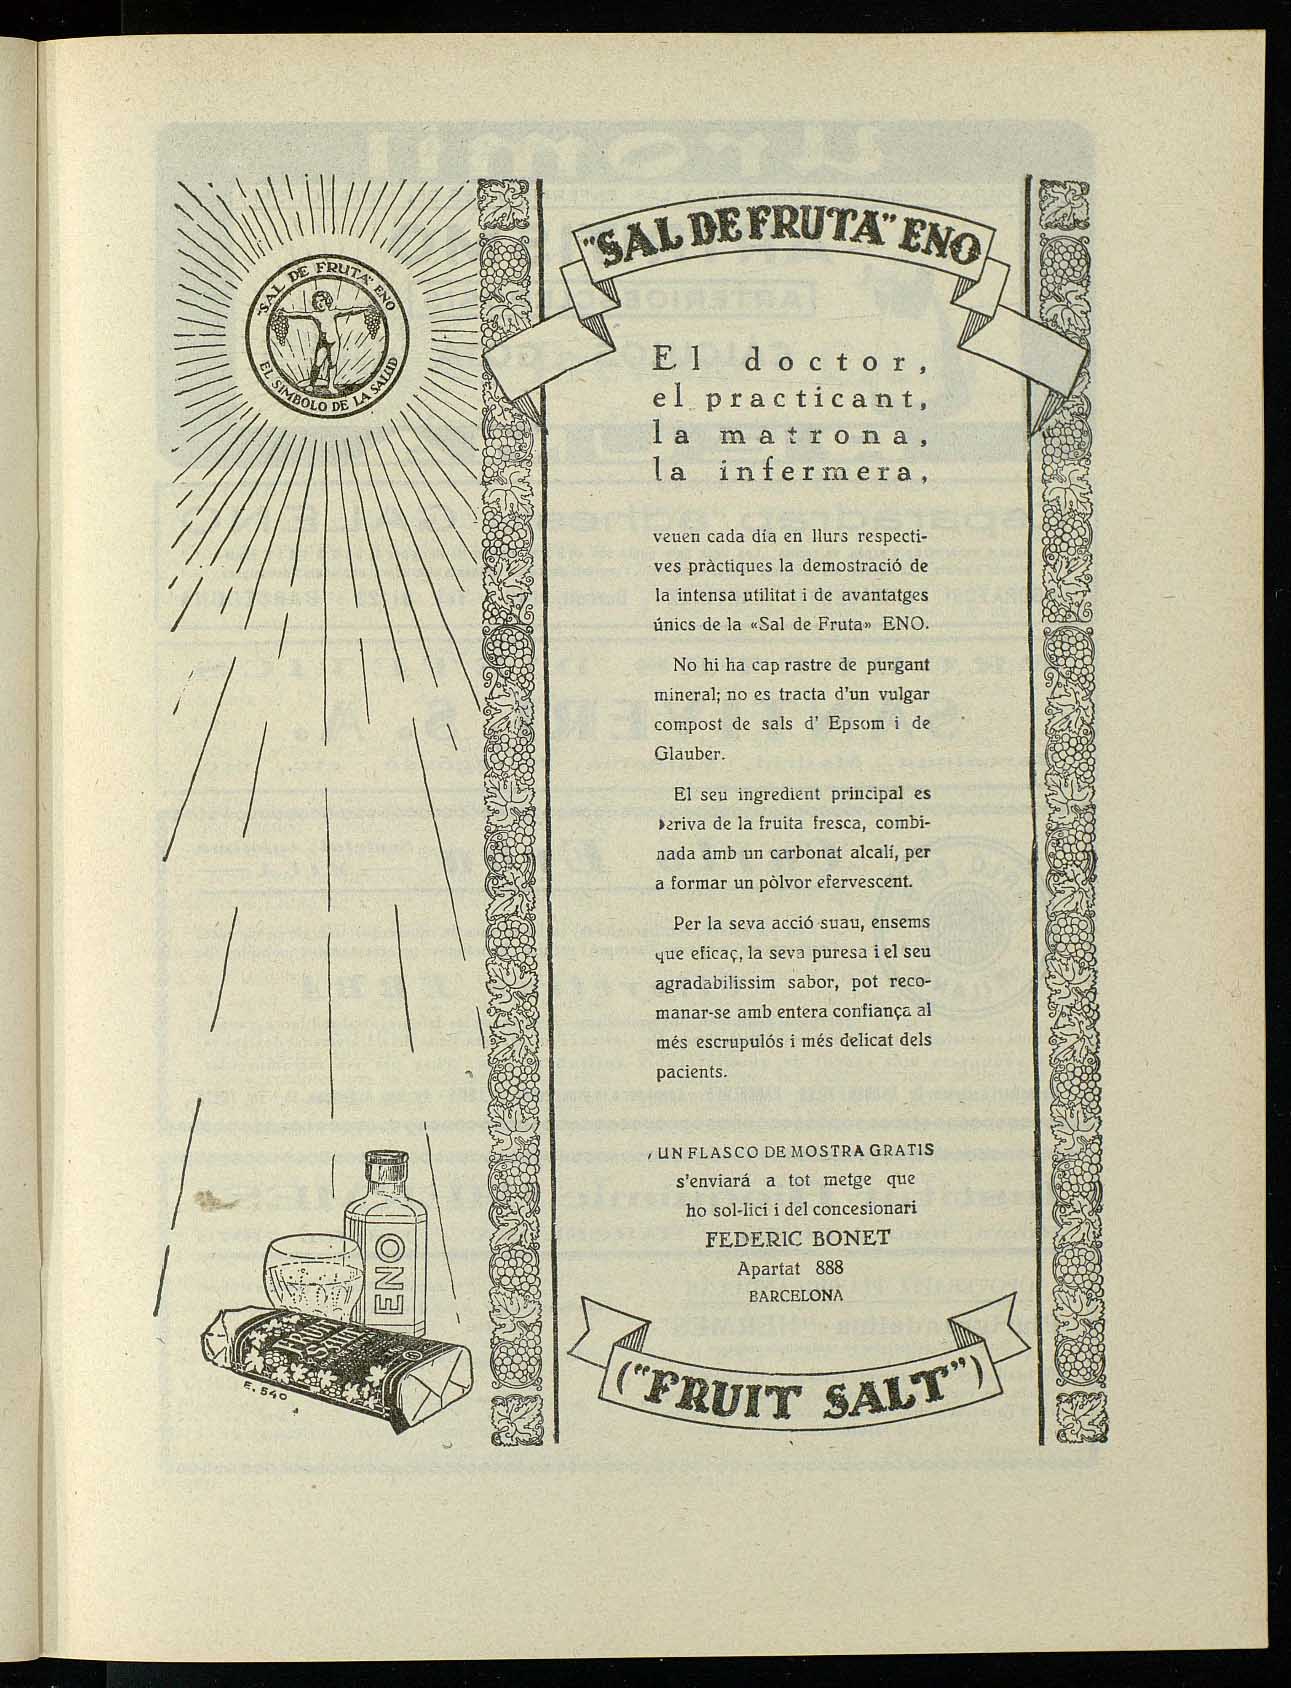 "SAL DE FRUTA" ENO
EL SIMBOLO DE LA SALUD
"SAL DE FRUTA" ENO
El doctor,
el practicant,
la matrona,
la infermera,
veuen cada día en llurs respecti-
ves pràctiques la demostració de
la intensa utilitat i de avantatges
únics de la «Sal de Fruta» ENO.
No hi ha cap rastre de purgant
mineral; no es tracta d'un vulgar
compost de sals d' Epsom i de
Glauber.
El seu ingredient principal es
deriva de la fruita fresca, combi-
nada amb un carbonat alcalí, per
a formar un pòlvor efervescent.
Per la seva acció suau, ensems
que eficaç, la seva puresa i el seu
agradabilíssim sabor, pot reco-
manar-se amb entera confiança al
més escrupulós i més delicat dels
pacients.
UN FLASCO DE MOSTRA GRATIS
s'enviará a tot metge que
ho sol-lici i del concesionari
FEDERIC BONET
Apartat 888
BARCELONA
("FRUIT SALT")
ENO
FRUIT
SALT
E. 540